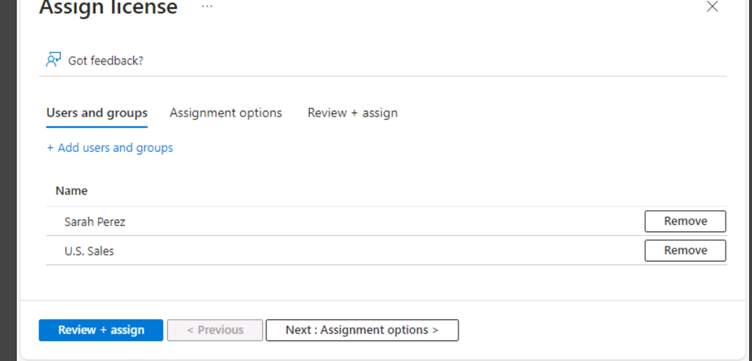 Assign license ...
Got feedback?
Users and groups Assignment options Review + assign
+ Add users and groups
Name
Sarah Perez Remove
U.S. Sales Remove
Review + assign < Previous Next : Assignment options >